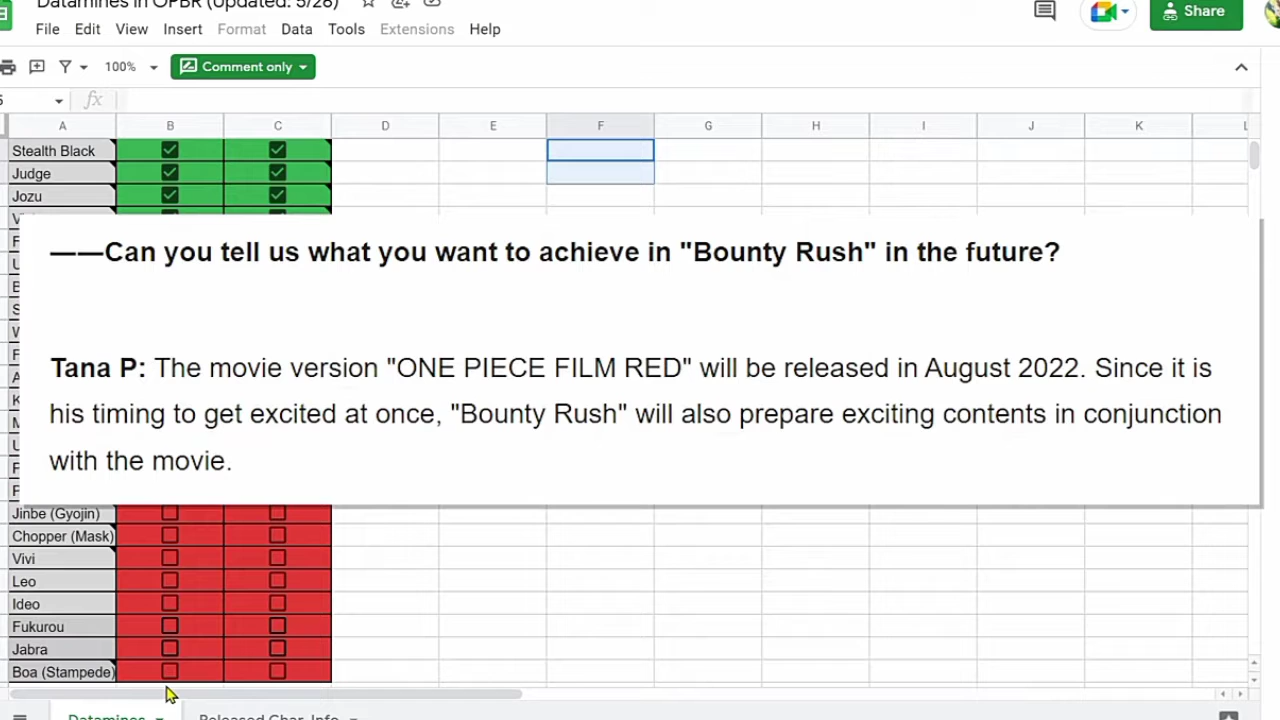 Datamines in OPBR (Updated: 5/26)
File Edit View Insert Format Data Tools Extensions Help
Share
100%
Comment only
fx
A B C D E F G H I J K L
Stealth Black
Judge
Jozu
——Can you tell us what you want to achieve in "Bounty Rush" in the future?
Tana P: The movie version "ONE PIECE FILM RED" will be released in August 2022. Since it is
his timing to get excited at once, "Bounty Rush" will also prepare exciting contents in conjunction
with the movie.
Jinbe (Gyojin)
Chopper (Mask)
Vivi
Leo
Ideo
Fukurou
Jabra
Boa (Stampede)
Datamines Released Char. Info